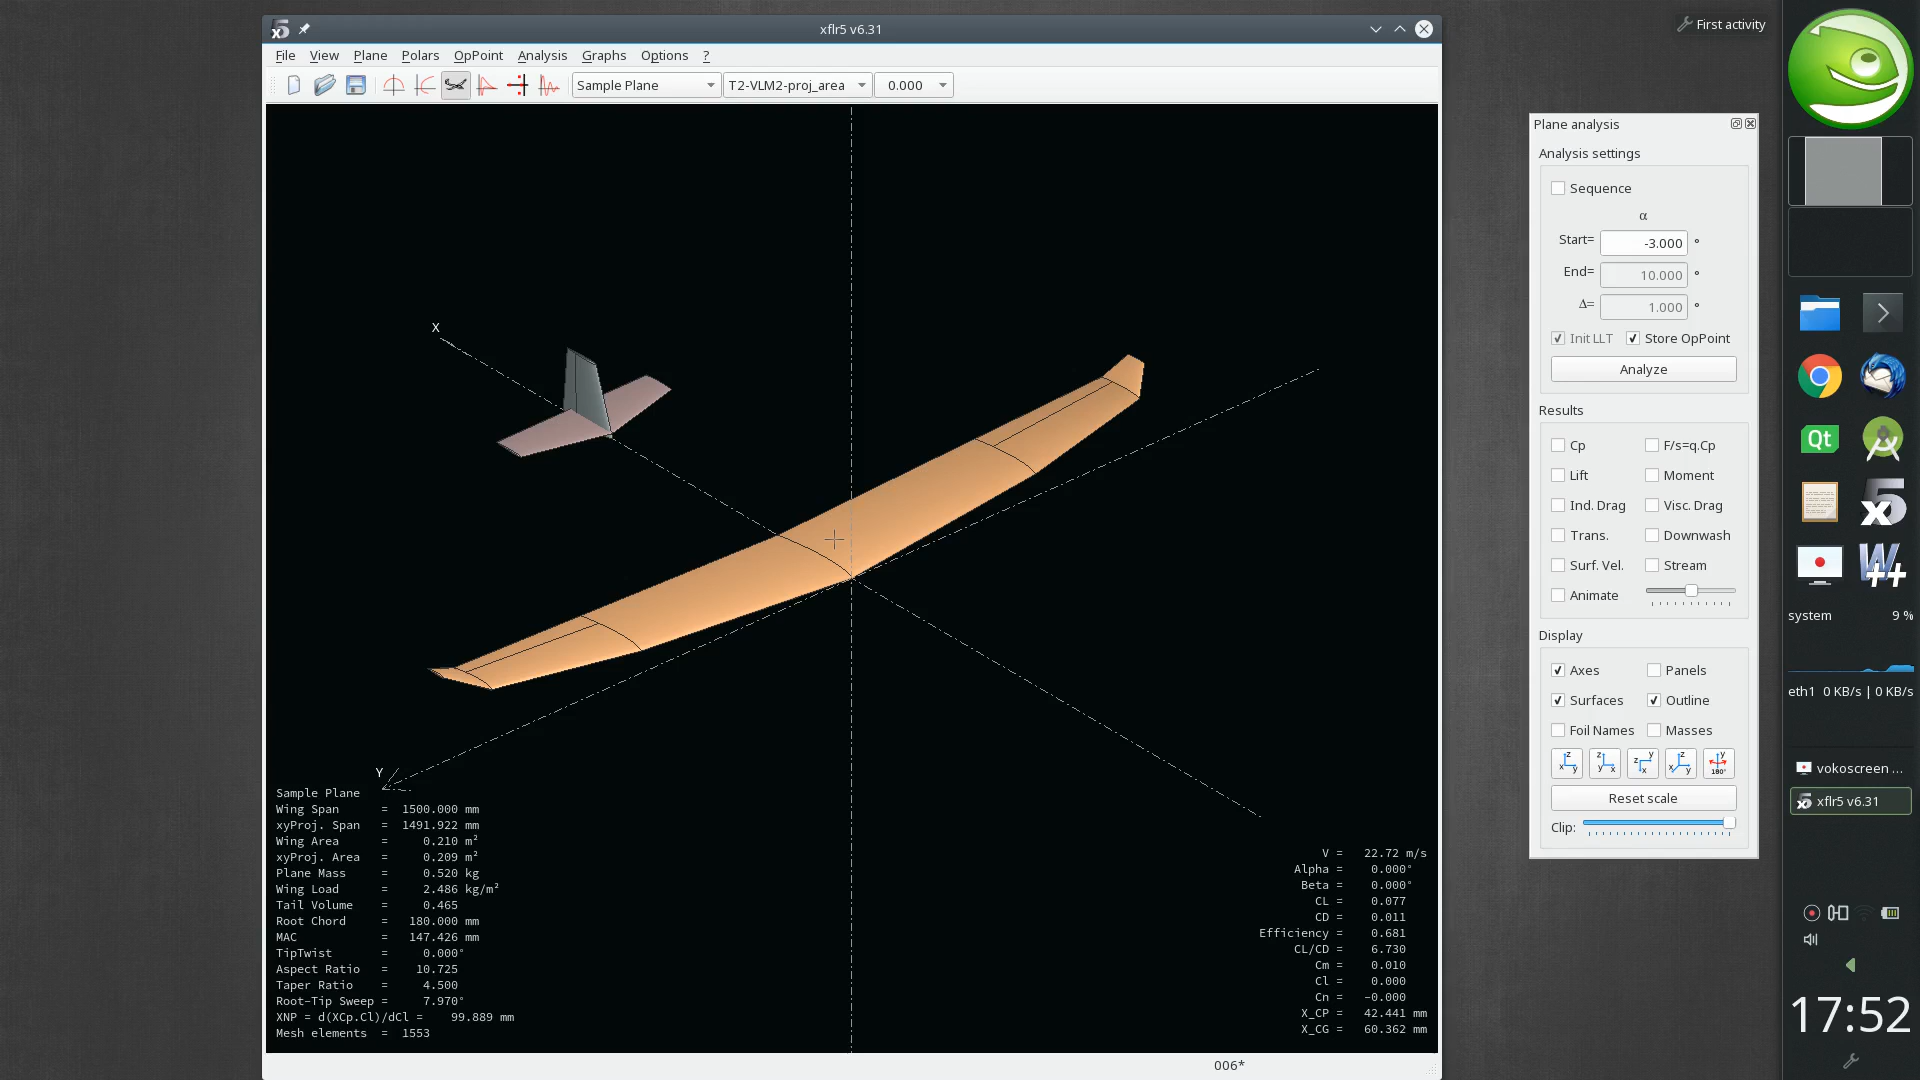 xflr5 v6.31
First activity
File View Plane Polars OpPoint Analysis Graphs Options ?
Sample Plane T2-VLM2-proj_area 0.000
X
Y
Sample Plane
Wing Span = 1500.000 mm
xyProj. Span = 1491.922 mm
Wing Area = 0.210 m²
xyProj. Area = 0.209 m²
Plane Mass = 0.520 kg
Wing Load = 2.486 kg/m²
Tail Volume = 0.465
Root Chord = 180.000 mm
MAC = 147.426 mm
TipTwist = 0.000°
Aspect Ratio = 10.725
Taper Ratio = 4.500
Root-Tip Sweep = 7.970°
XNP = d(XCp.Cl)/dCl = 99.889 mm
Mesh elements = 1553
V = 22.72 m/s
Alpha = 0.000°
Beta = 0.000°
CL = 0.077
CD = 0.011
Efficiency = 0.681
CL/CD = 6.730
Cm = 0.010
Cl = 0.000
Cn = -0.000
X_CP = 42.441 mm
X_CG = 60.362 mm
006*
Plane analysis
Analysis settings
Sequence
α
Start= -3.000 °
End= 10.000 °
Δ= 1.000 °
Init LLT Store OpPoint
Analyze
Results
Cp F/s=q.Cp
Lift Moment
Ind. Drag Visc. Drag
Trans. Downwash
Surf. Vel. Stream
Animate
Display
Axes Panels
Surfaces Outline
Foil Names Masses
z x y z y x y z x z x y y 180°
Reset scale
Clip:
Qt
x5
W++
system 9 %
eth1 0 KB/s | 0 KB/s
vokoscreen ...
xflr5 v6.31
17:52